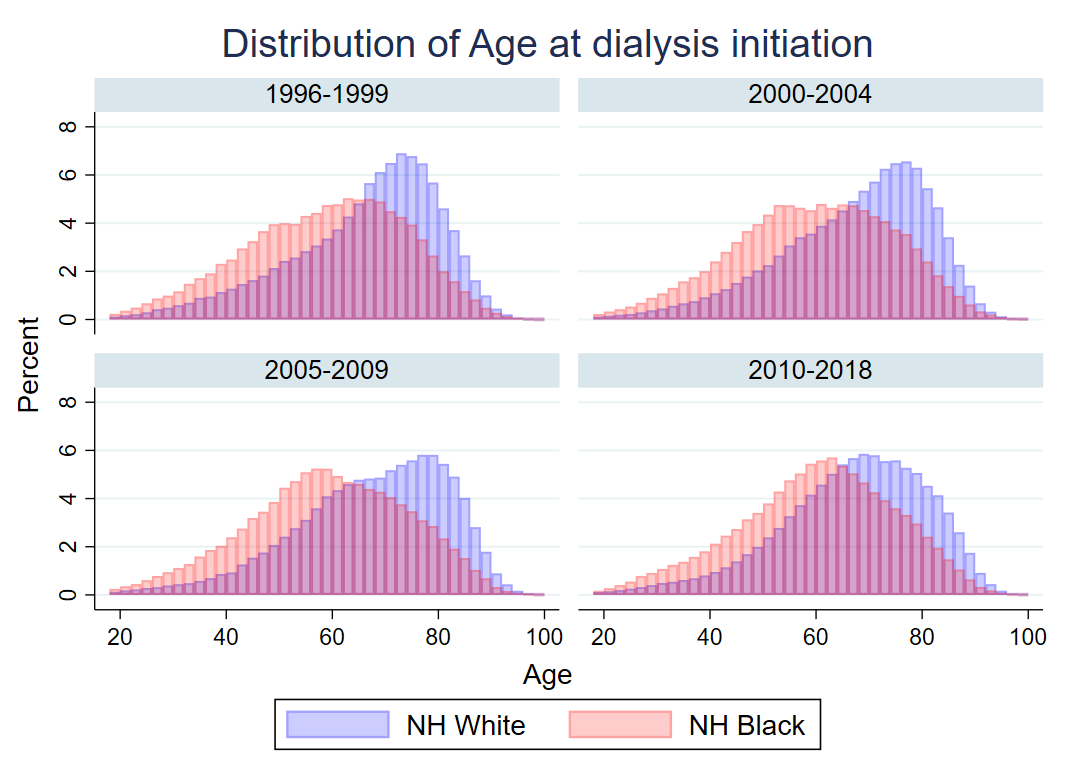 Distribution of Age at dialysis initiation
1996-1999
2000-2004
8
6
4
2
0
2005-2009
2010-2018
8
6
4
2
0
Percent
20 40 60 80 100
20 40 60 80 100
Age
NH White
NH Black